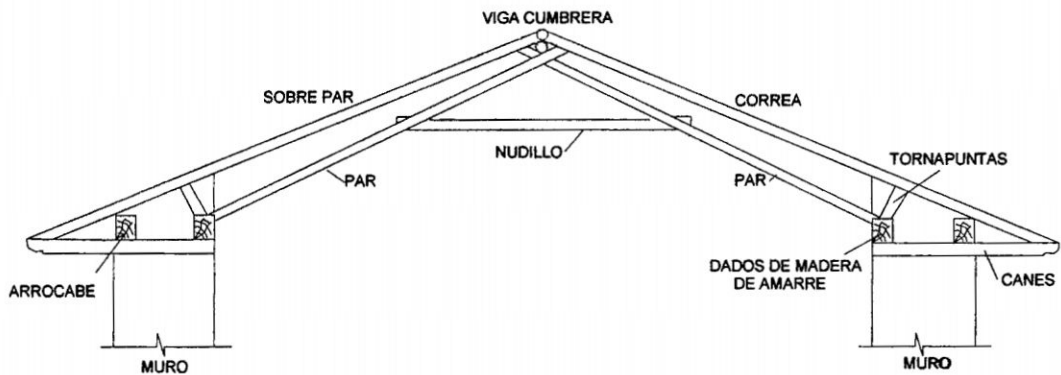 VIGA CUMBRERA
SOBRE PAR
CORREA
NUDILLO
TORNAPUNTAS
PAR
PAR
DADOS DE MADERA
DE AMARRE
CANES
ARROCABE
MURO
MURO